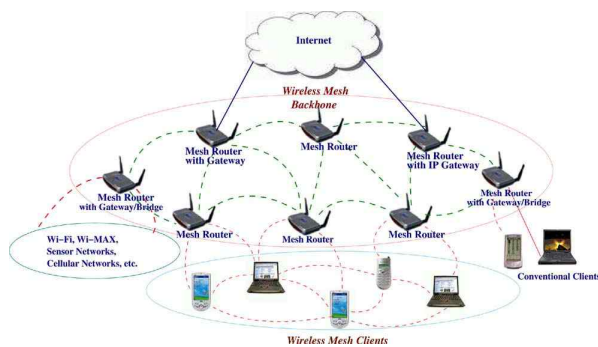 Internet
Wireless Mesh
Backbone
Mesh Router
with Gateway
Mesh Router
Mesh Router
with IP Gateway
Mesh Router
with Gateway/Bridge
Mesh Router
with Gateway/Bridge
Mesh Router
Mesh Router
Mesh Router
Wi-Fi, Wi-MAX,
Sensor Networks,
Cellular Networks, etc.
Conventional Clients
Wireless Mesh Clients